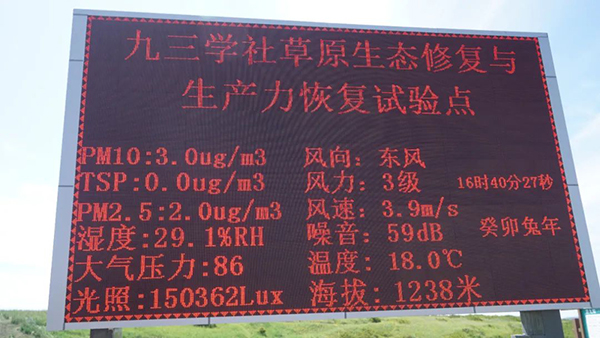 九三学社草原生态修复与
生产力恢复试验点
PM10:3.0ug/m3 风向: 东风
TSP:0.0ug/m3 风力: 3级 16时40分27秒
PM2.5:2.0ug/m3 风速: 3.9m/s
湿度:29.1%RH 噪音: 59dB 癸卯兔年
大气压力:86 温度: 18.0℃
光照:150362Lux 海拔: 1238米